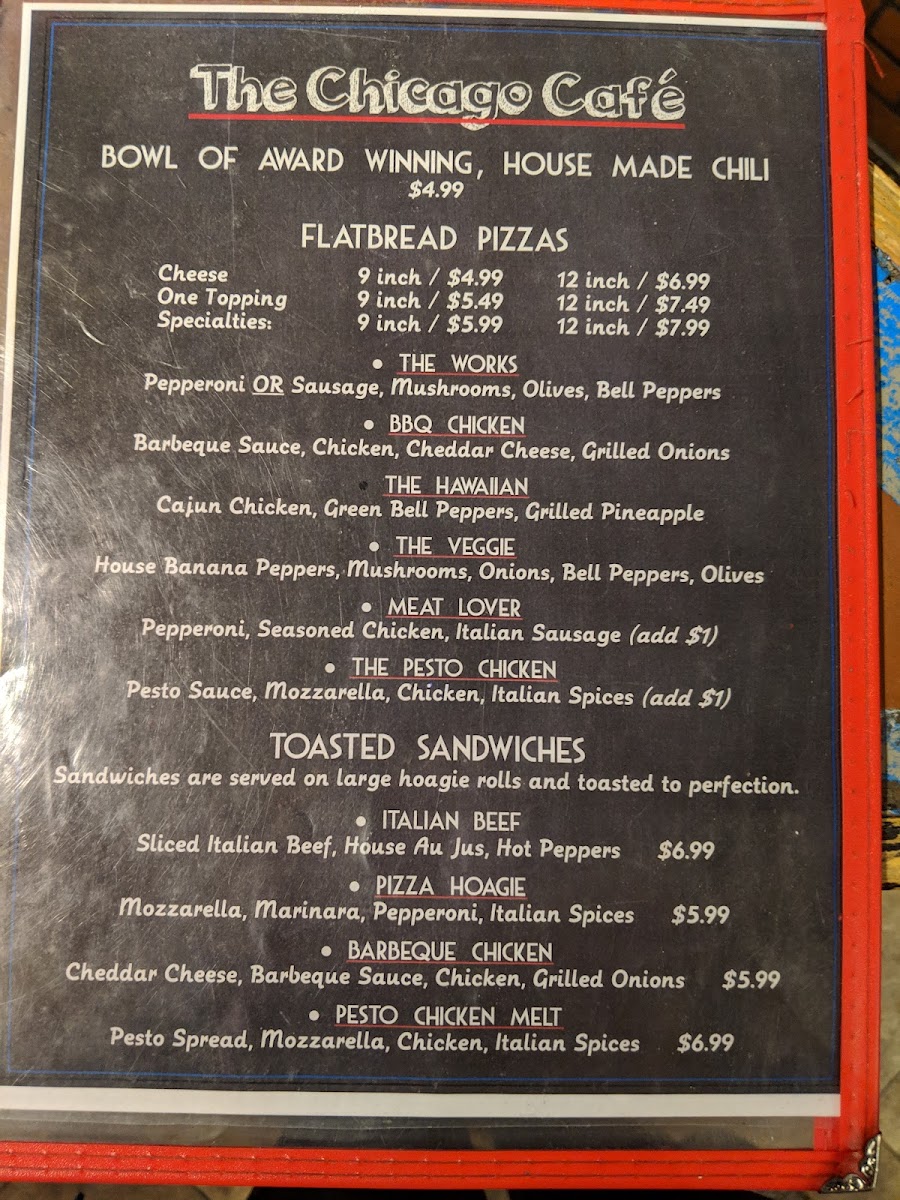 The Chicago Café
BOWL OF AWARD WINNING, HOUSE MADE CHILI
$4.99
FLATBREAD PIZZAS
Cheese 9 inch / $4.99 12 inch / $6.99
One Topping 9 inch / $5.49 12 inch / $7.49
Specialties: 9 inch / $5.99 12 inch / $7.99
• THE WORKS
Pepperoni OR Sausage, Mushrooms, Olives, Bell Peppers
• BBQ CHICKEN
Barbeque Sauce, Chicken, Cheddar Cheese, Grilled Onions
• THE HAWAIIAN
Cajun Chicken, Green Bell Peppers, Grilled Pineapple
• THE VEGGIE
House Banana Peppers, Mushrooms, Onions, Bell Peppers, Olives
• MEAT LOVER
Pepperoni, Seasoned Chicken, Italian Sausage (add $1)
• THE PESTO CHICKEN
Pesto Sauce, Mozzarella, Chicken, Italian Spices (add $1)
TOASTED SANDWICHES
Sandwiches are served on large hoagie rolls and toasted to perfection.
• ITALIAN BEEF
Sliced Italian Beef, House Au Jus, Hot Peppers $6.99
• PIZZA HOAGIE
Mozzarella, Marinara, Pepperoni, Italian Spices $5.99
• BARBEQUE CHICKEN
Cheddar Cheese, Barbeque Sauce, Chicken, Grilled Onions $5.99
• PESTO CHICKEN MELT
Pesto Spread, Mozzarella, Chicken, Italian Spices $6.99